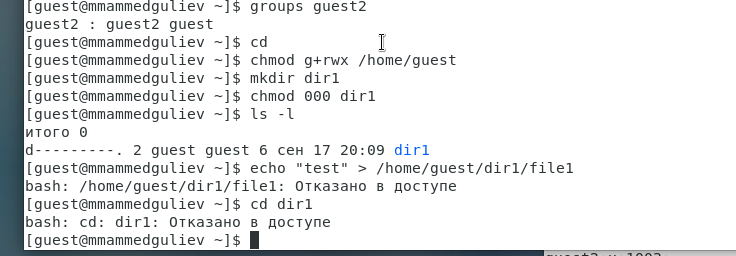 [guest@mmammedguliev ~]$ groups guest2
guest2 : guest2 guest
[guest@mmammedguliev ~]$ cd
[guest@mmammedguliev ~]$ chmod g+rwx /home/guest
[guest@mmammedguliev ~]$ mkdir dir1
[guest@mmammedguliev ~]$ chmod 000 dir1
[guest@mmammedguliev ~]$ ls -l
итого 0
d---------. 2 guest guest 6 сен 17 20:09 dir1
[guest@mmammedguliev ~]$ echo "test" > /home/guest/dir1/file1
bash: /home/guest/dir1/file1: Отказано в доступе
[guest@mmammedguliev ~]$ cd dir1
bash: cd: dir1: Отказано в доступе
[guest@mmammedguliev ~]$